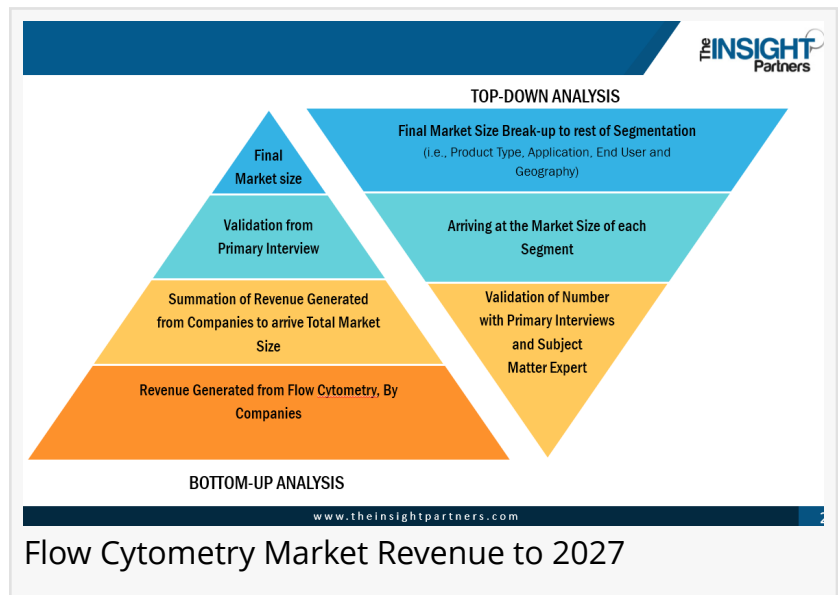 The INSIGHT
Partners
TOP-DOWN ANALYSIS
Final Market Size Break-up to rest of Segmentation
(i.e., Product Type, Application, End User and
Geography)
Arriving at the Market Size of each
Segment
Validation of Number
with Primary Interviews
and Subject
Matter Expert
Final
Market size
Validation from
Primary Interview
Summation of Revenue Generated
from Companies to arrive Total Market
Size
Revenue Generated from Flow Cytometry, By
Companies
BOTTOM-UP ANALYSIS
www.theinsightpartners.com
Flow Cytometry Market Revenue to 2027